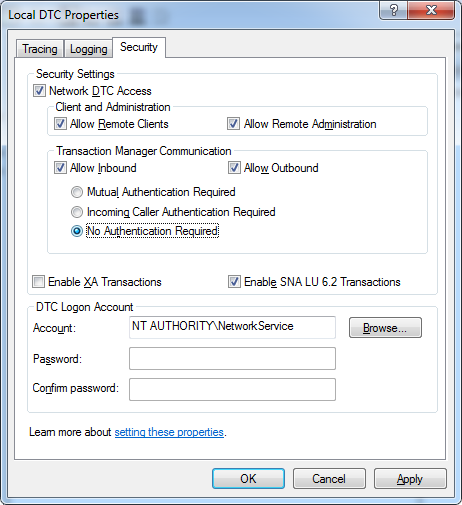 Local DTC Properties
Tracing Logging Security
Security Settings
Network DTC Access
Client and Administration
Allow Remote Clients Allow Remote Administration
Transaction Manager Communication
Allow Inbound Allow Outbound
Mutual Authentication Required
Incoming Caller Authentication Required
No Authentication Required
Enable XA Transactions Enable SNA LU 6.2 Transactions
DTC Logon Account
Account: NT AUTHORITY\NetworkService Browse...
Password:
Confirm password:
Learn more about setting these properties.
OK Cancel Apply